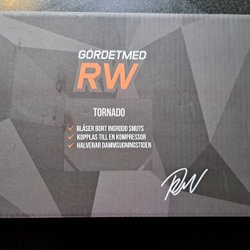 GÖRDETMED
RW
TORNADO
BLÅSER BORT INGRODD SMUTS
KOPPLAS TILL EN KOMPRESSOR
HALVERAR DAMMSUGNINGSTIDEN